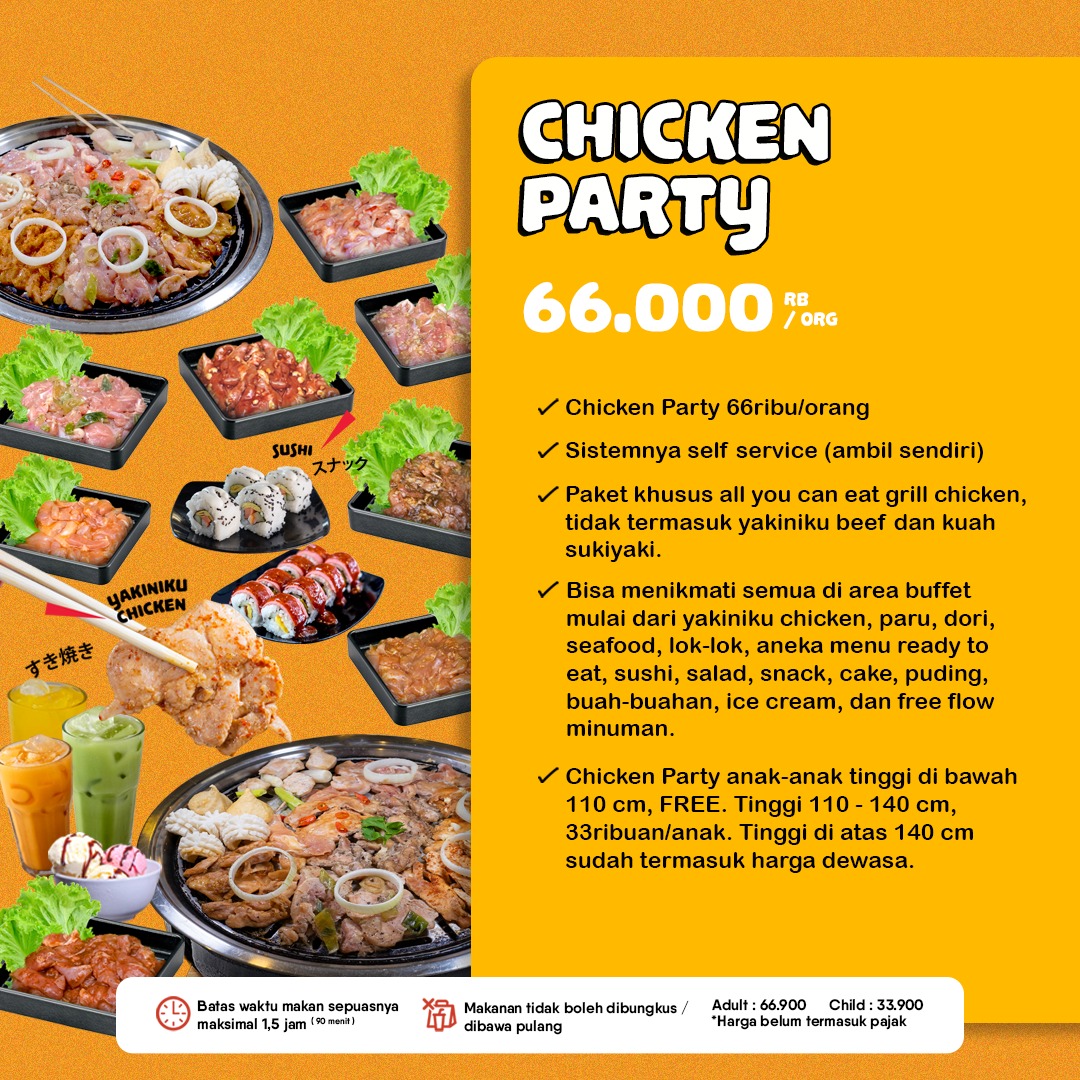 CHICKEN
PARTY
66.000 RB
/ ORG
Chicken Party 66ribu/orang
Sistemnya self service (ambil sendiri)
Paket khusus all you can eat grill chicken,
tidak termasuk yakiniku beef dan kuah
sukiyaki.
Bisa menikmati semua di area buffet
mulai dari yakiniku chicken, paru, dori,
seafood, lok-lok, aneka menu ready to
eat, sushi, salad, snack, cake, puding,
buah-buahan, ice cream, dan free flow
minuman.
Chicken Party anak-anak tinggi di bawah
110 cm, FREE. Tinggi 110 - 140 cm,
33ribuan/anak. Tinggi di atas 140 cm
sudah termasuk harga dewasa.
SUSHI
スナック
YAKINIKU
CHICKEN
すき焼き
Batas waktu makan sepuasnya
maksimal 1,5 jam (90 menit)
Makanan tidak boleh dibungkus /
dibawa pulang
Adult : 66.900 Child : 33.900
*Harga belum termasuk pajak